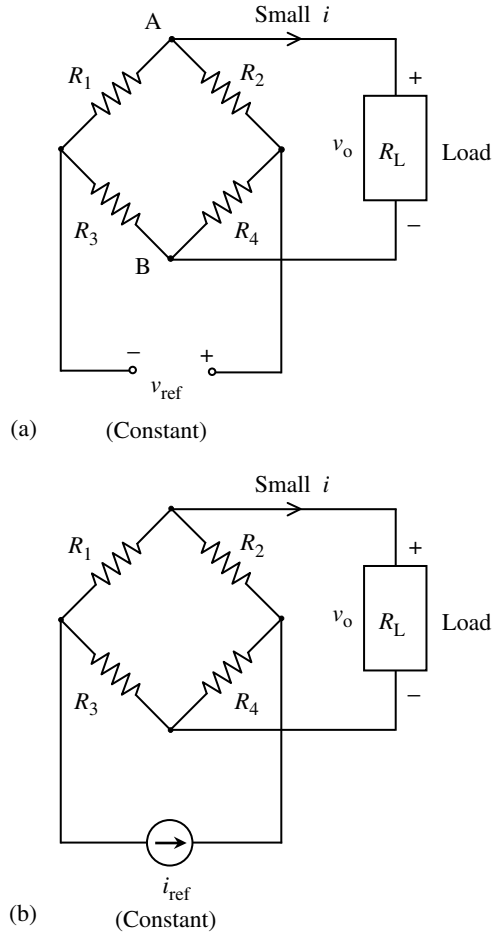 A
Small i
R1
R2
+
vo
RL
Load
R3
R4
−
B
−
+
vref
(a)
(Constant)
Small i
R1
R2
+
vo
RL
Load
R3
R4
−
iref
(b)
(Constant)